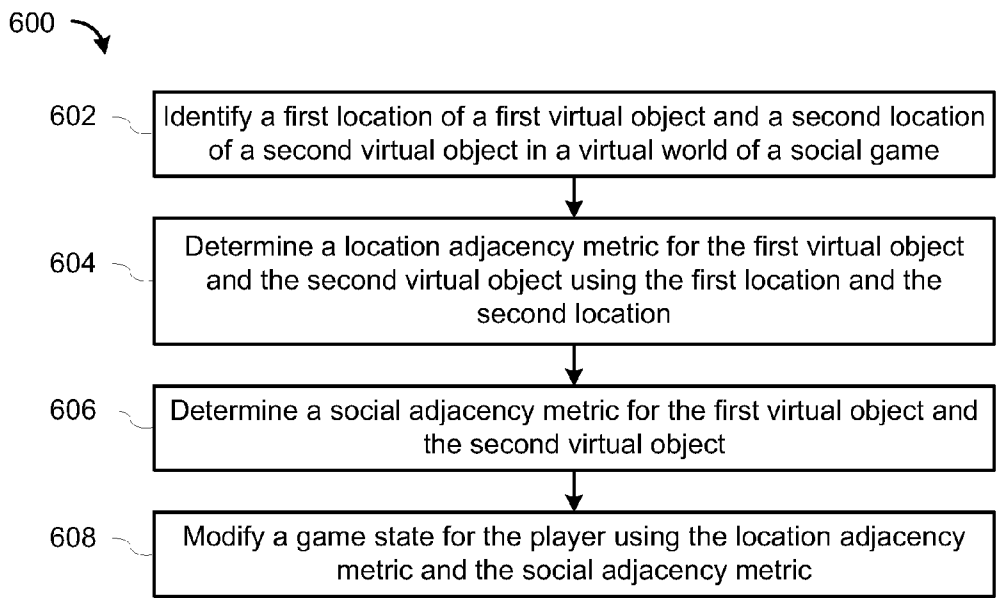 600
602
Identify a first location of a first virtual object and a second location
of a second virtual object in a virtual world of a social game
604
Determine a location adjacency metric for the first virtual object
and the second virtual object using the first location and the
second location
606
Determine a social adjacency metric for the first virtual object and
the second virtual object
608
Modify a game state for the player using the location adjacency
metric and the social adjacency metric